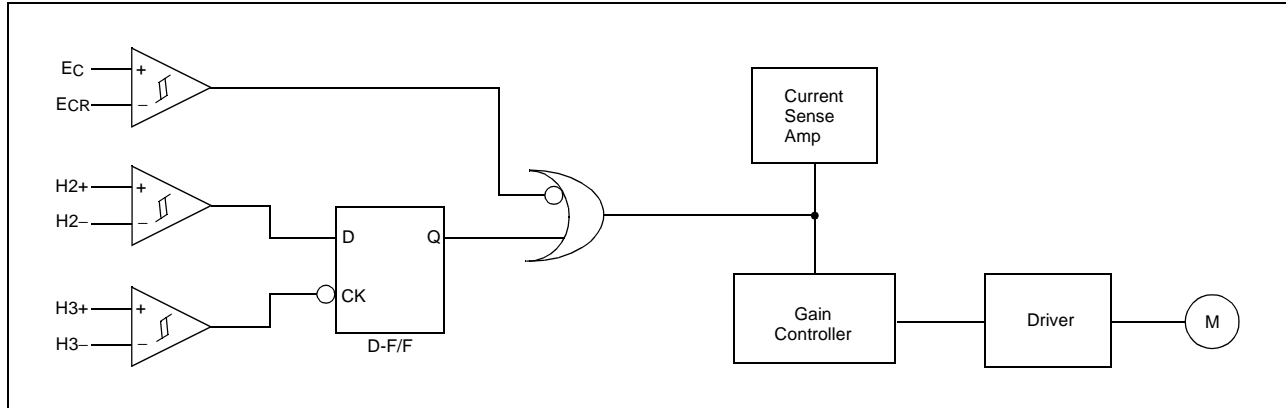 EC
+
ECR
−
H2+
+
H2−
−
H3+
+
H3−
−
D
Q
CK
D-F/F
Current
Sense
Amp
Gain
Controller
Driver
M